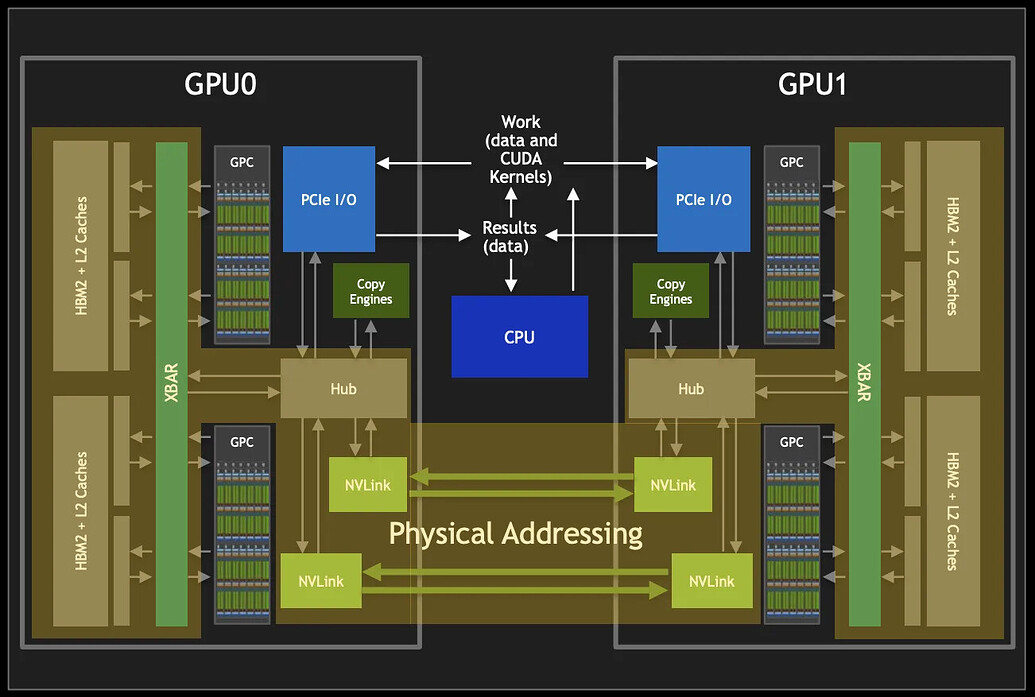 GPU0
GPU1
Work
(data and
CUDA
Kernels)
Results
(data)
CPU
HBM2 + L2 Caches
HBM2 + L2 Caches
XBAR
GPC
GPC
PCIe I/O
Copy
Engines
Hub
NVLink
NVLink
Physical Addressing
PCIe I/O
Copy
Engines
Hub
NVLink
NVLink
GPC
GPC
XBAR
HBM2 + L2 Caches
HBM2 + L2 Caches